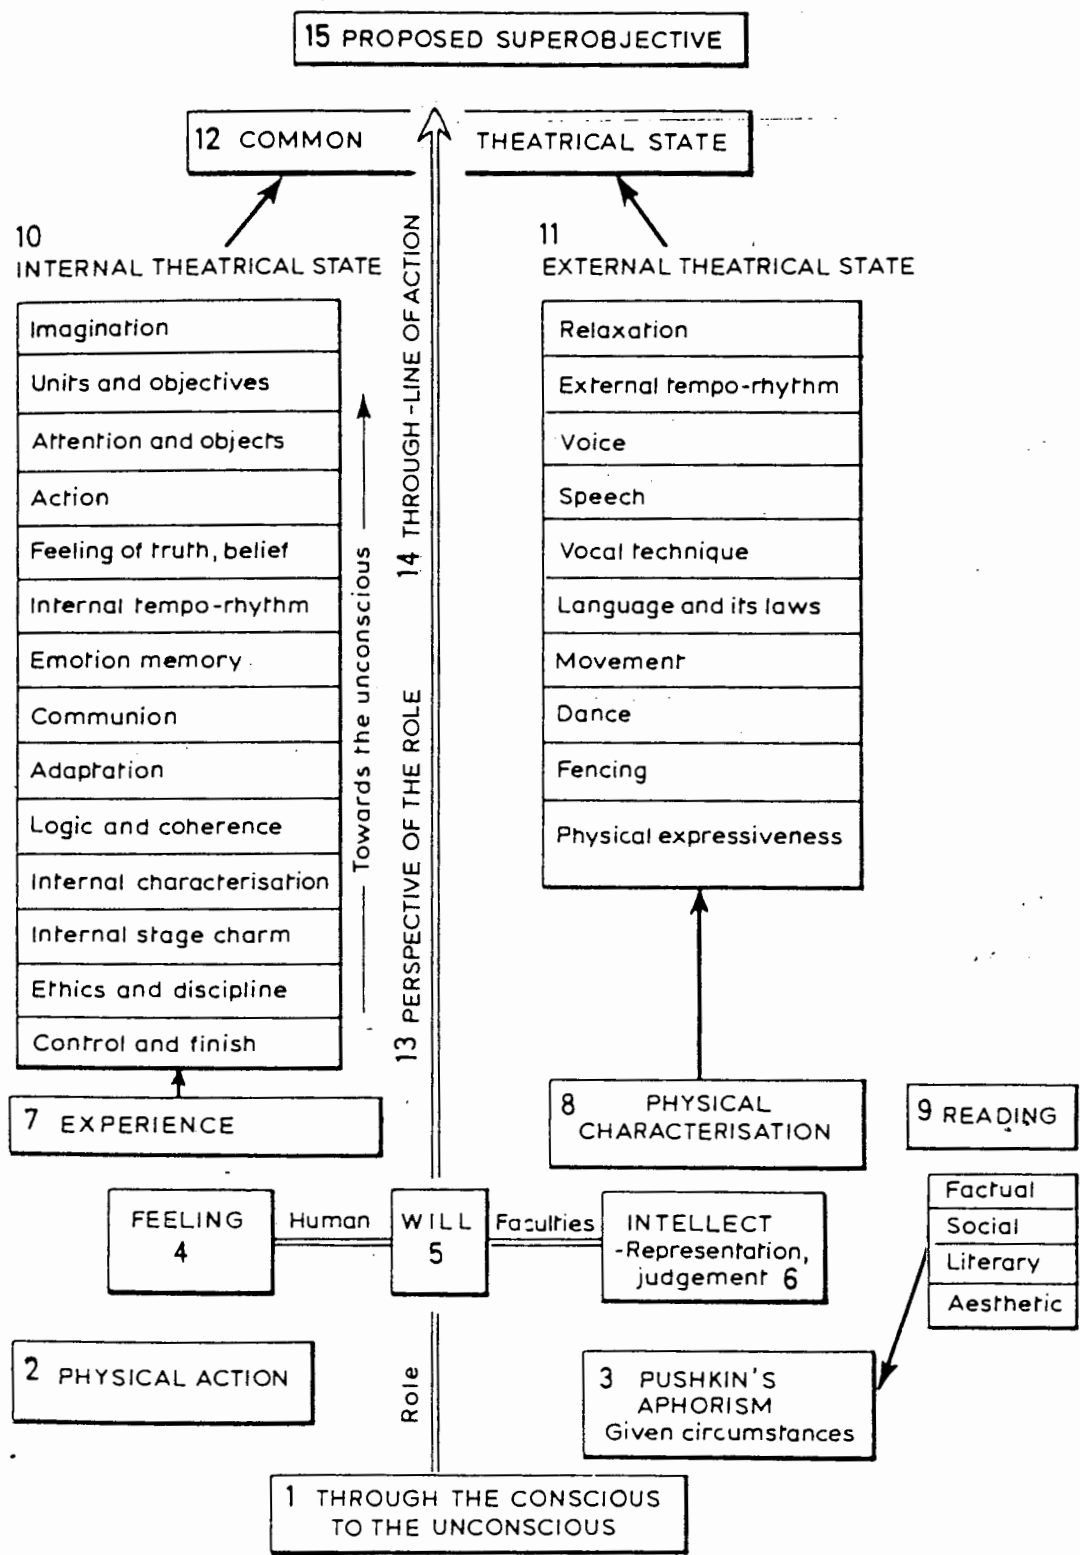 15 PROPOSED SUPEROBJECTIVE
12 COMMON THEATRICAL STATE
10
INTERNAL THEATRICAL STATE
Imagination
Units and objectives
Attention and objects
Action
Feeling of truth, belief
Internal tempo-rhythm
Emotion memory
Communion
Adaptation
Logic and coherence
Internal characterisation
Internal stage charm
Ethics and discipline
Control and finish
Towards the unconscious
14 THROUGH-LINE OF ACTION
13 PERSPECTIVE OF THE ROLE
11
EXTERNAL THEATRICAL STATE
Relaxation
External tempo-rhythm
Voice
Speech
Vocal technique
Language and its laws
Movement
Dance
Fencing
Physical expressiveness
7 EXPERIENCE
8 PHYSICAL
CHARACTERISATION
9 READING
Factual
Social
Literary
Aesthetic
FEELING
4
Human
WILL
5
Faculties
INTELLECT
-Representation,
judgement 6
2 PHYSICAL ACTION
Role
3 PUSHKIN'S
APHORISM
Given circumstances
1 THROUGH THE CONSCIOUS
TO THE UNCONSCIOUS